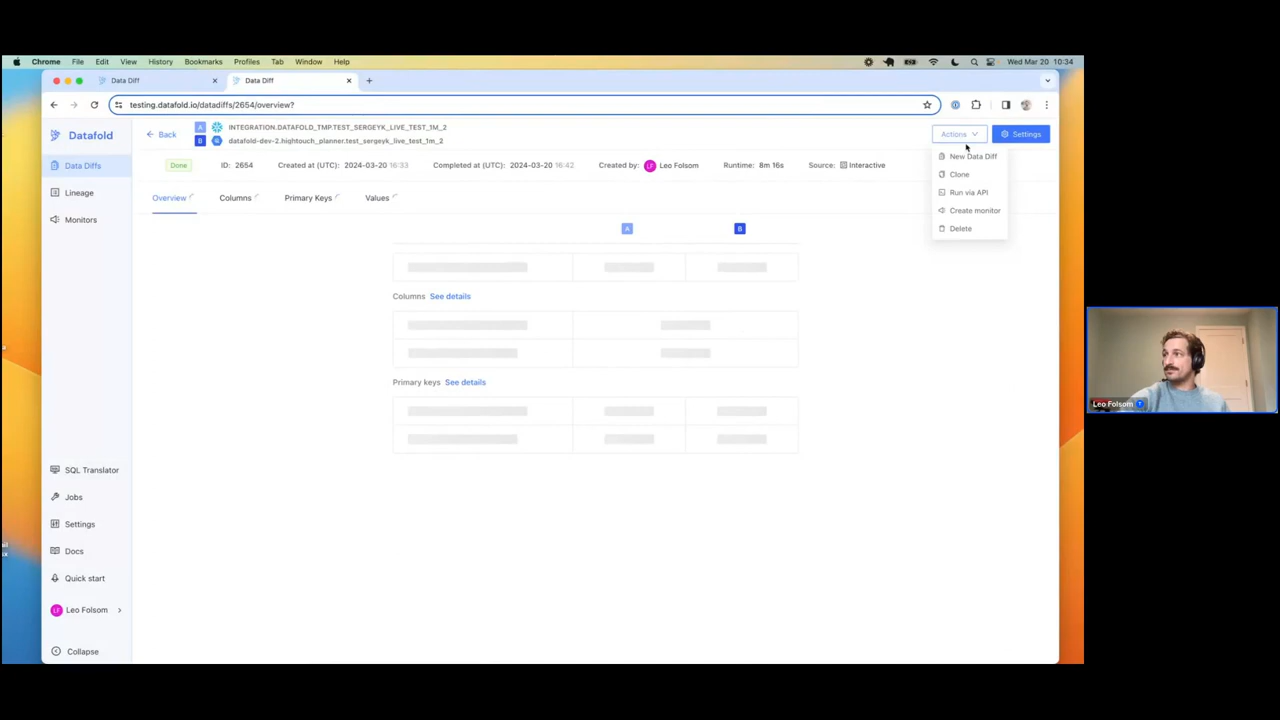 Chrome File Edit View History Bookmarks Profiles Tab Window Help Wed Mar 20 10:34
Data Diff Data Diff
testing.datafold.io/datadiffs/2654/overview?
Datafold
Back
A INTEGRATION.DATAFOLD_TMP.TEST_SERGEYK_LIVE_TEST_1M_2
B datafold-dev-2.hightouch_planner.test_sergeyk_live_test_1m_2
Actions Settings
Data Diffs
Lineage
Monitors
Done ID: 2654 Created at (UTC): 2024-03-20 16:33 Completed at (UTC): 2024-03-20 16:42 Created by: Leo Folsom Runtime: 8m 16s Source: Interactive
New Data Diff
Clone
Run via API
Create monitor
Delete
Overview Columns Primary Keys Values
A B
Columns See details
Primary keys See details
SQL Translator
Jobs
Settings
Docs
Quick start
LF Leo Folsom
Collapse
Leo Folsom